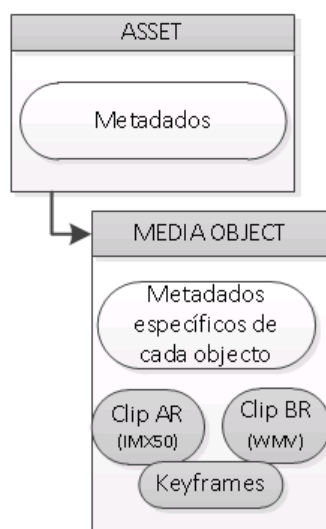 ASSET
Metadados
MEDIA OBJECT
Metadados
específicos de
cada objecto
Clip AR
(IMX50)
Clip BR
(WMV)
Keyframes